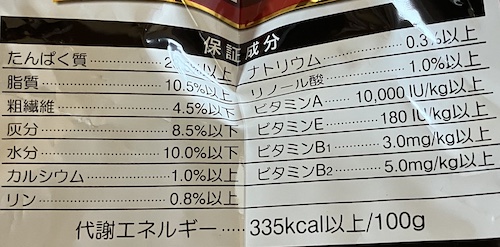 保証成分
たんぱく質 ‥‥‥ 2 %以上
脂質 ‥‥‥ 10.5%以上
粗繊維 ‥‥‥ 4.5%以下
灰分 ‥‥‥ 8.5%以下
水分 ‥‥‥ 10.0%以下
カルシウム ‥‥‥ 1.0%以上
リン ‥‥‥ 0.8%以上
ナトリウム ‥‥‥ 0.3%以上
リノール酸 ‥‥‥ 1.0%以上
ビタミンA ‥‥‥ 10,000 IU/kg以上
ビタミンE ‥‥‥ 180 IU/kg以上
ビタミンB1 ‥‥‥ 3.0mg/kg以上
ビタミンB2 ‥‥‥ 5.0mg/kg以上
代謝エネルギー ‥‥‥ 335kcal以上/100g